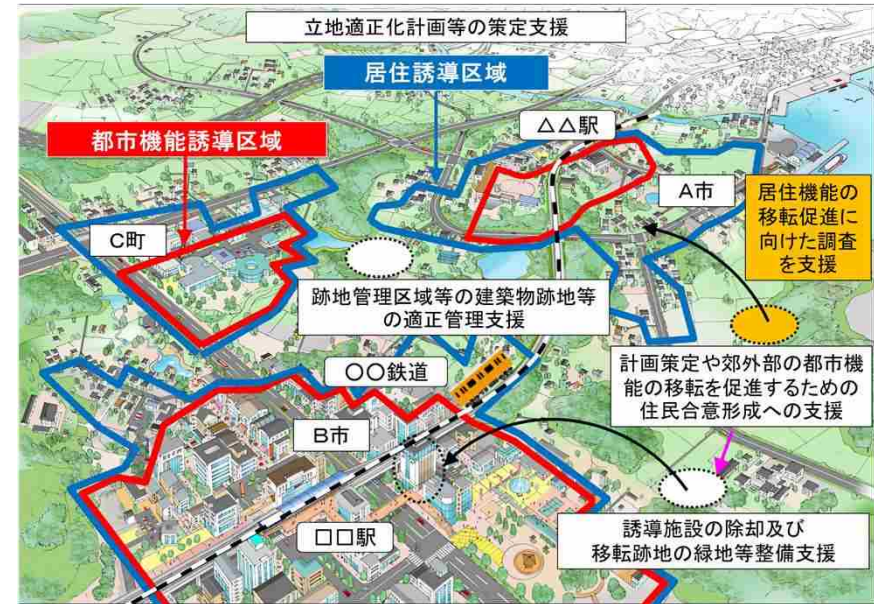 立地適正化計画等の策定支援
居住誘導区域
都市機能誘導区域
△△駅
A市
居住機能の
移転促進に
向けた調査
を支援
C町
跡地管理区域等の建築物跡地等
の適正管理支援
〇〇鉄道
計画策定や郊外部の都市機
能の移転を促進するための
住民合意形成への支援
B市
□□駅
誘導施設の除却及び
移転跡地の緑地等整備支援